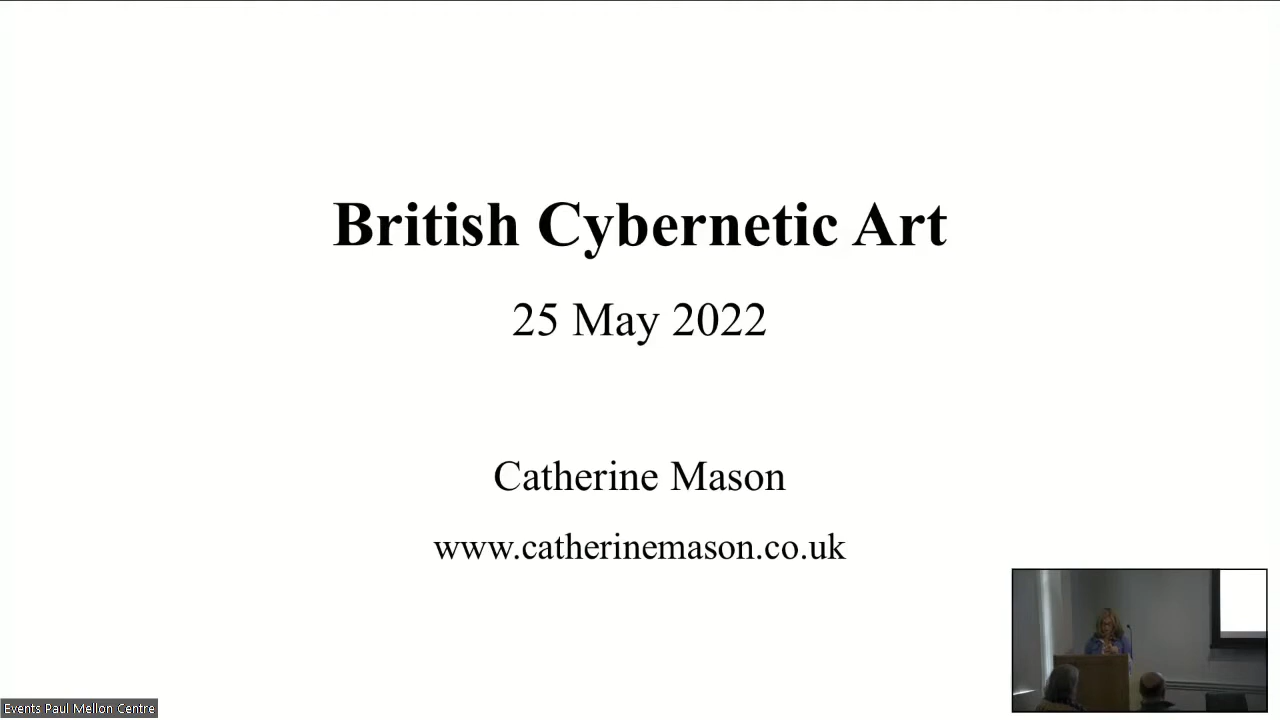 British Cybernetic Art
25 May 2022
Catherine Mason
www.catherinemason.co.uk
Events Paul Mellon Centre